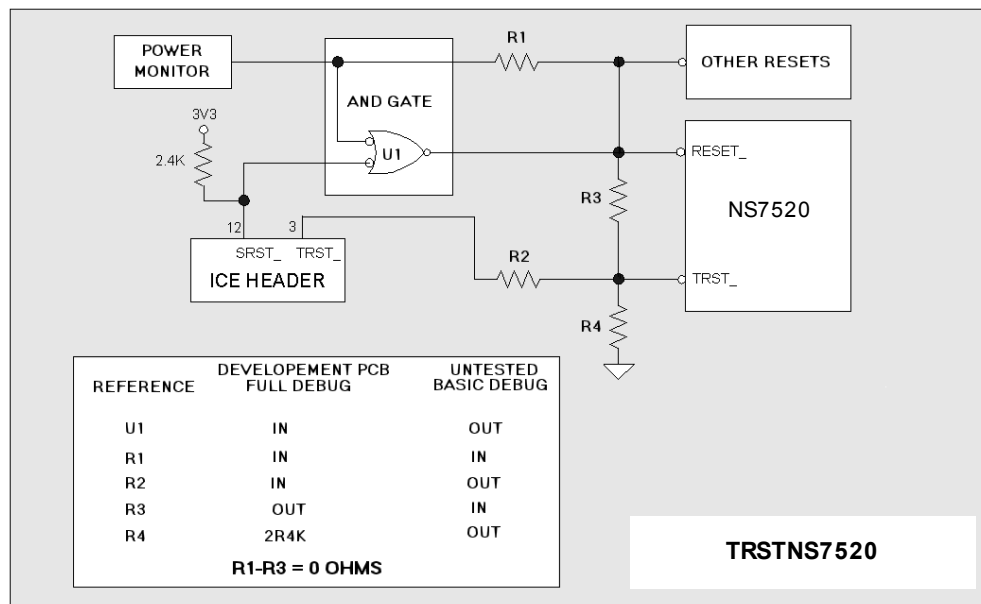 POWER
MONITOR
R1
OTHER RESETS
AND GATE
U1
3V3
2.4K
RESET_
NS7520
R3
12
3
SRST_ TRST_
ICE HEADER
R2
TRST_
R4
REFERENCE
DEVELOPEMENT PCB
FULL DEBUG
UNTESTED
BASIC DEBUG
U1 IN OUT
R1 IN IN
R2 IN OUT
R3 OUT IN
R4 2R4K OUT
R1-R3 = 0 OHMS
TRSTNS7520